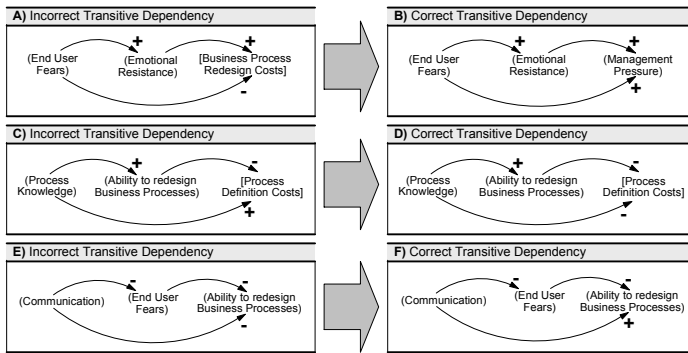 A) Incorrect Transitive Dependency
+
+
(End User
Fears)
(Emotional
Resistance)
[Business Process
Redesign Costs]
-
B) Correct Transitive Dependency
+
+
(End User
Fears)
(Emotional
Resistance)
(Management
Pressure)
+
C) Incorrect Transitive Dependency
+
-
(Process
Knowledge)
(Ability to redesign
Business Processes)
[Process
Definition Costs]
+
D) Correct Transitive Dependency
+
-
(Process
Knowledge)
(Ability to redesign
Business Processes)
[Process
Definition Costs]
-
E) Incorrect Transitive Dependency
-
-
(Communication)
(End User
Fears)
(Ability to redesign
Business Processes)
-
F) Correct Transitive Dependency
-
-
(Communication)
(End User
Fears)
(Ability to redesign
Business Processes)
+